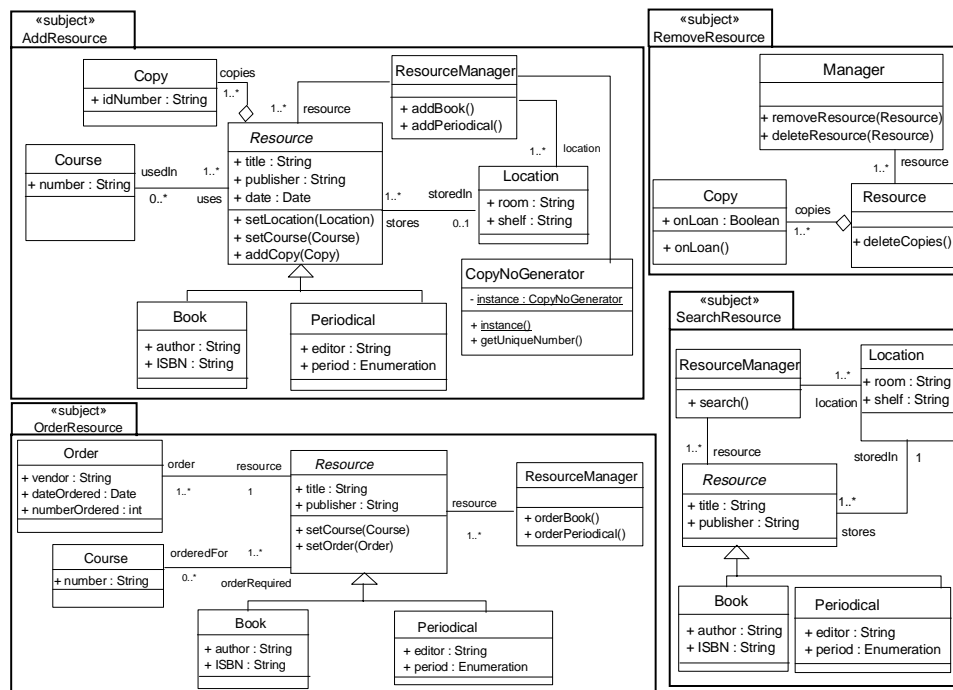 «subject»
AddResource
Copy
+ idNumber : String
copies
1..*
1..*
resource
ResourceManager
+ addBook()
+ addPeriodical()
Resource
+ title : String
+ publisher : String
+ date : Date
+ setLocation(Location)
+ setCourse(Course)
+ addCopy(Copy)
Course
+ number : String
usedIn
1..*
0..*
uses
1..*
storedIn
stores
0..1
1..*
location
Location
+ room : String
+ shelf : String
CopyNoGenerator
- instance : CopyNoGenerator
+ instance()
+ getUniqueNumber()
Book
+ author : String
+ ISBN : String
Periodical
+ editor : String
+ period : Enumeration
«subject»
RemoveResource
Manager
+ removeResource(Resource)
+ deleteResource(Resource)
1..*
resource
Copy
+ onLoan : Boolean
+ onLoan()
copies
1..*
Resource
+ deleteCopies()
«subject»
OrderResource
Order
+ vendor : String
+ dateOrdered : Date
+ numberOrdered : int
order
1..*
resource
1
Resource
+ title : String
+ publisher : String
+ setCourse(Course)
+ setOrder(Order)
resource
1..*
ResourceManager
+ orderBook()
+ orderPeriodical()
Course
+ number : String
orderedFor
1..*
0..*
orderRequired
Book
+ author : String
+ ISBN : String
Periodical
+ editor : String
+ period : Enumeration
«subject»
SearchResource
ResourceManager
+ search()
1..*
location
Location
+ room : String
+ shelf : String
1..*
resource
storedIn
1
Resource
+ title : String
+ publisher : String
1..*
stores
Book
+ author : String
+ ISBN : String
Periodical
+ editor : String
+ period : Enumeration